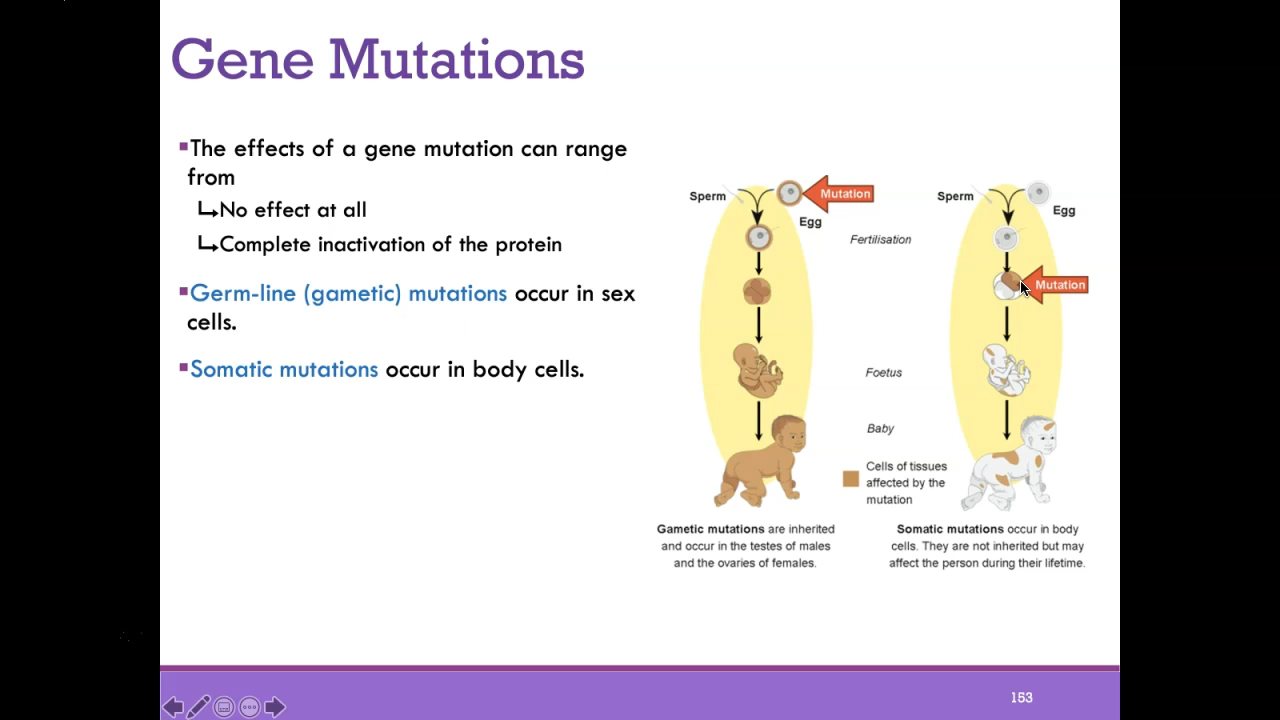 Gene Mutations
The effects of a gene mutation can range
from
No effect at all
Complete inactivation of the protein
Germ-line (gametic) mutations occur in sex
cells.
Somatic mutations occur in body cells.
Sperm
Mutation
Egg
Fertilisation
Sperm
Egg
Mutation
Foetus
Baby
Cells of tissues
affected by the
mutation
Gametic mutations are inherited
and occur in the testes of males
and the ovaries of females.
Somatic mutations occur in body
cells. They are not inherited but may
affect the person during their lifetime.
153